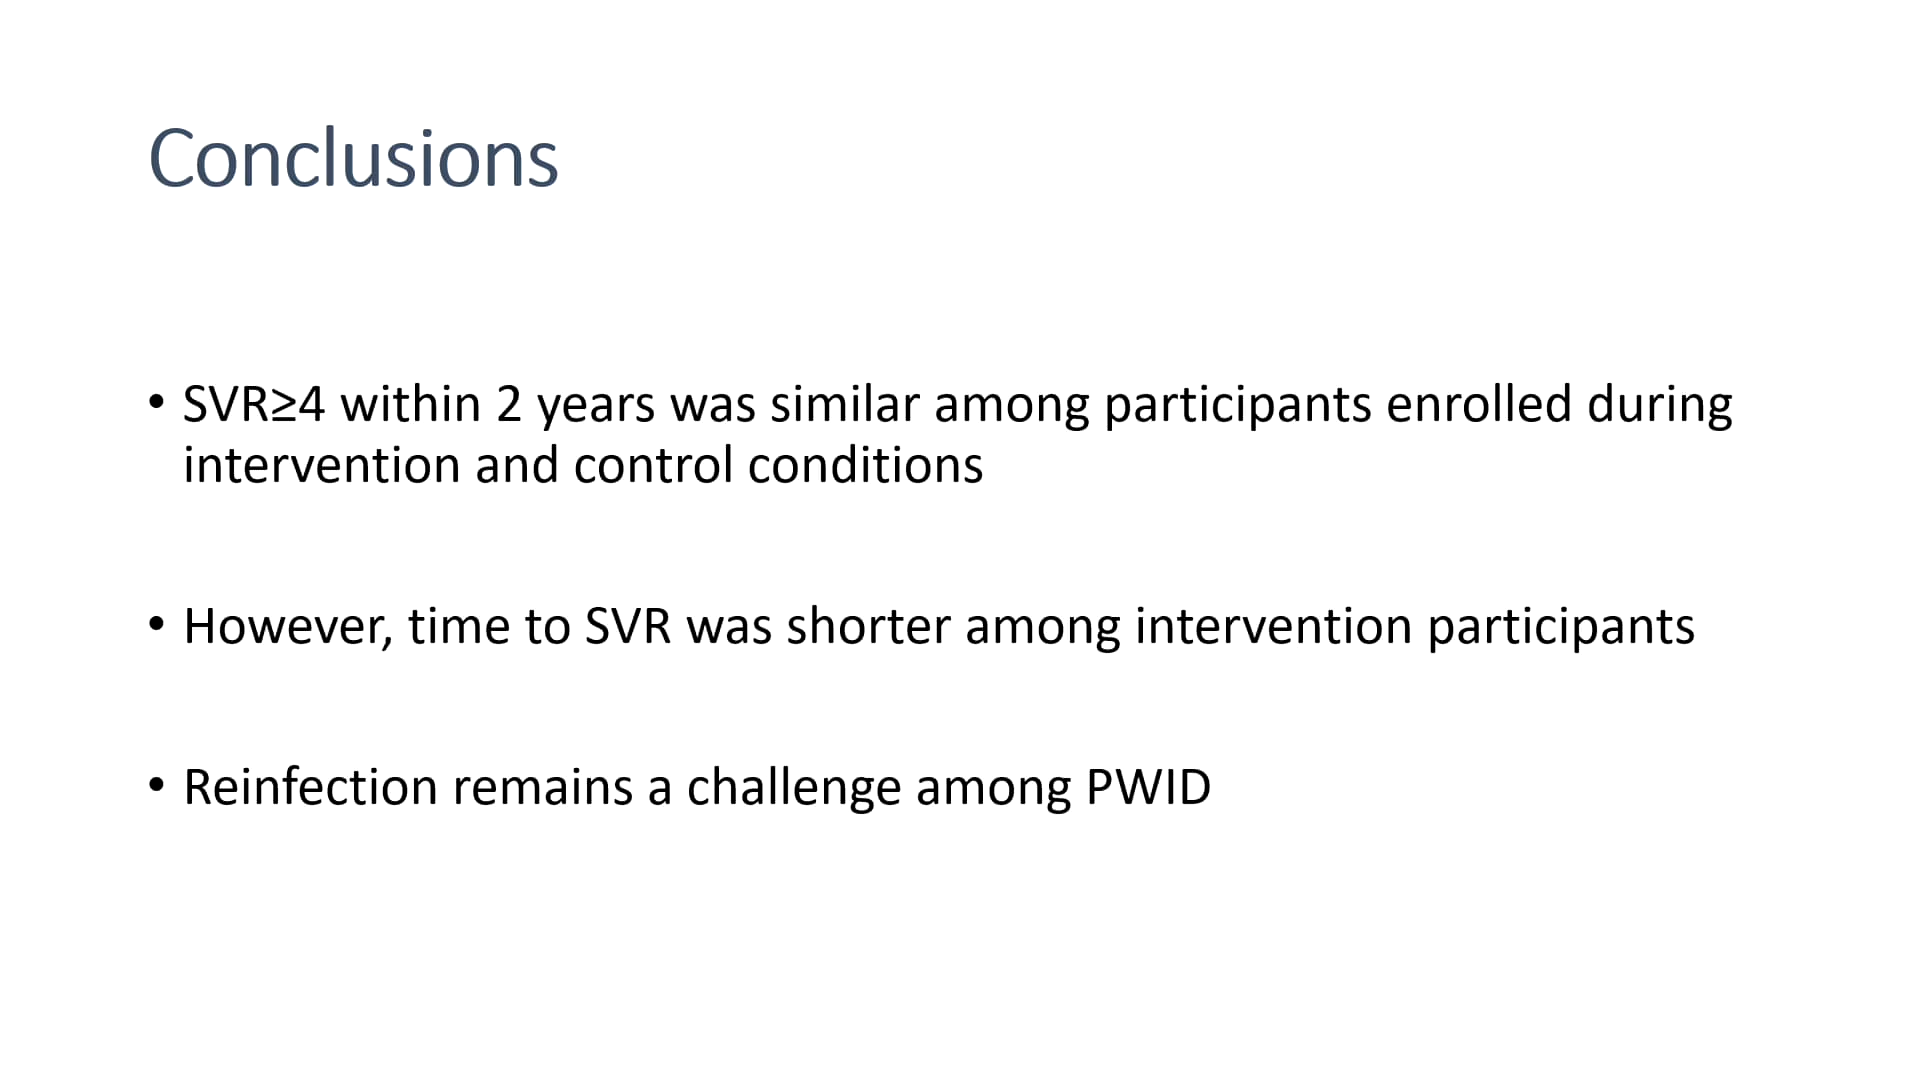 Conclusions
• SVR≥4 within 2 years was similar among participants enrolled during
intervention and control conditions
• However, time to SVR was shorter among intervention participants
• Reinfection remains a challenge among PWID